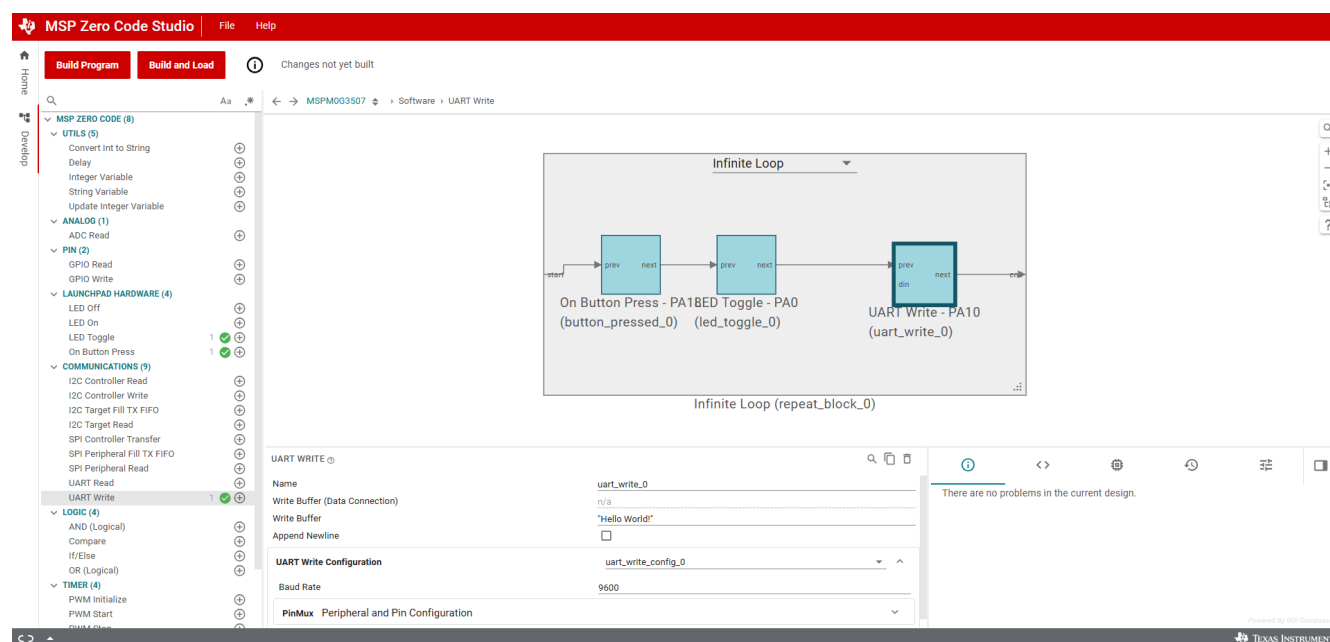 MSP Zero Code Studio File Help
Build Program Build and Load Changes not yet built
Home
Develop
Aa .* MSPM0G3507 Software UART Write
MSP ZERO CODE (8)
UTILS (5)
Convert Int to String
Delay
Integer Variable
String Variable
Update Integer Variable
ANALOG (1)
ADC Read
PIN (2)
GPIO Read
GPIO Write
LAUNCHPAD HARDWARE (4)
LED Off
LED On
LED Toggle 1
On Button Press 1
COMMUNICATIONS (9)
I2C Controller Read
I2C Controller Write
I2C Target Fill TX FIFO
I2C Target Read
SPI Controller Transfer
SPI Peripheral Fill TX FIFO
SPI Peripheral Read
UART Read
UART Write 1
LOGIC (4)
AND (Logical)
Compare
If/Else
OR (Logical)
TIMER (4)
PWM Initialize
PWM Start
PWM Stop
Infinite Loop
start prev next prev next prev next end
din
On Button Press - PA18 LED Toggle - PA0
(button_pressed_0) (led_toggle_0)
UART Write - PA10
(uart_write_0)
Infinite Loop (repeat_block_0)
UART WRITE
Name uart_write_0
Write Buffer (Data Connection) n/a
Write Buffer "Hello World!"
Append Newline
UART Write Configuration uart_write_config_0
Baud Rate 9600
PinMux Peripheral and Pin Configuration
There are no problems in the current design.
Powered By GUI Composer
TEXAS INSTRUMEN